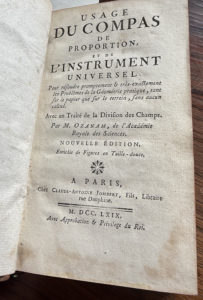 USAGE
DU COMPAS
DE
PROPORTION,
ET DE
L'INSTRUMENT
UNIVERSEL
Pour résoudre promptement & très-exactement
les Problêmes de la Géométrie pratique, tant
sur le papier que sur le terrein, sans aucun
calcul.
Avec un Traité de la Division des Champs.
Par M. OZANAM, de l'Académie
Royale des Sciences.
NOUVELLE ÉDITION,
Enrichie de Figures en Taille-douce.
A PARIS,
Chez CLAUDE-ANTOINE JOMBERT, Fils, Libraire
rue Dauphine.
M. DCC. LXIX.
Avec Approbation & Privilege du Roi.